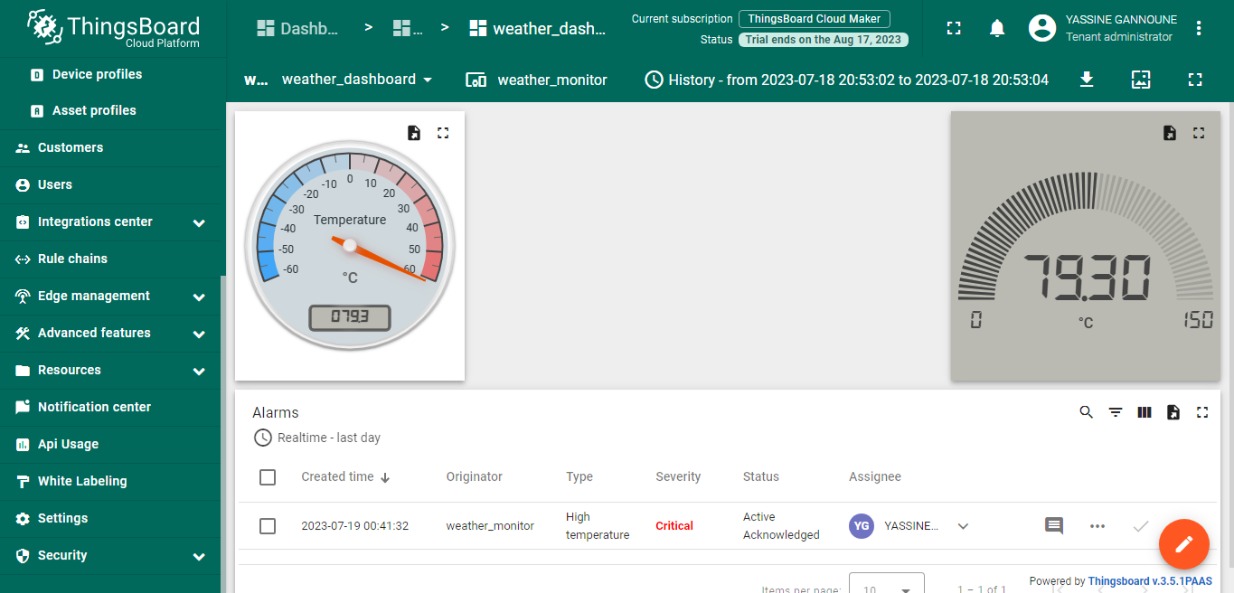 ThingsBoard
Cloud Platform
Dashb... > ... > weather_dash...
Current subscription ThingsBoard Cloud Maker
Status Trial ends on the Aug 17, 2023
YASSINE GANNOUNE
Tenant administrator
w... weather_dashboard weather_monitor History - from 2023-07-18 20:53:02 to 2023-07-18 20:53:04
Device profiles
Asset profiles
Customers
Users
Integrations center
Rule chains
Edge management
Advanced features
Resources
Notification center
Api Usage
White Labeling
Settings
Security
-60 -50 -40 -30 -20 -10 0 10 20 30 40 50 60
Temperature
°C
079.3
79.30
0 °C 150
Alarms
Realtime - last day
Created time Originator Type Severity Status Assignee
2023-07-19 00:41:32 weather_monitor High temperature Critical Active Acknowledged YG YASSINE...
Items per page: 10 1 – 1 of 1
Powered by Thingsboard v.3.5.1PAAS